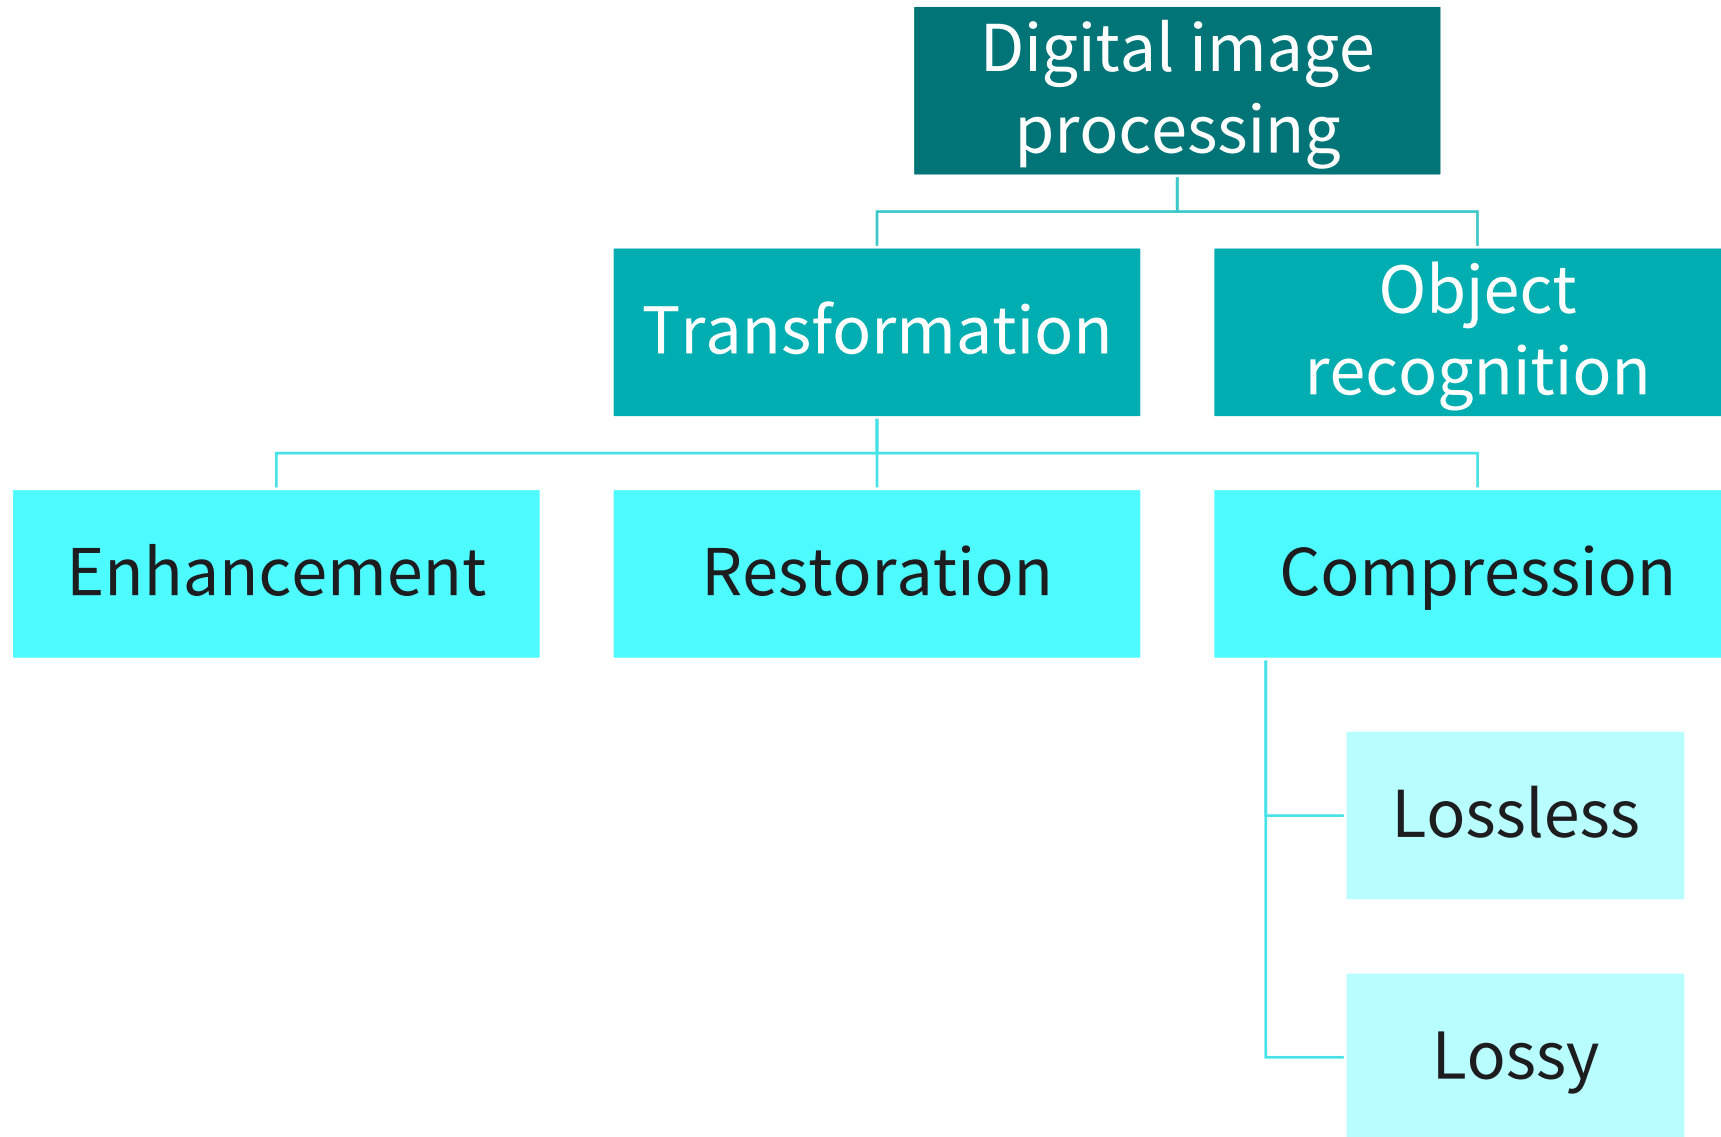 Digital image
processing
Transformation
Object
recognition
Enhancement
Restoration
Compression
Lossless
Lossy